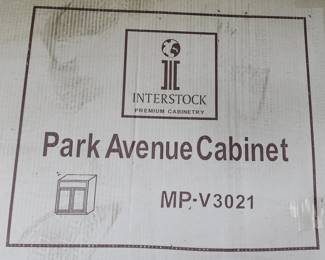 INTERSTOCK
PREMIUM CABINETRY
Park Avenue Cabinet
MP-V3021